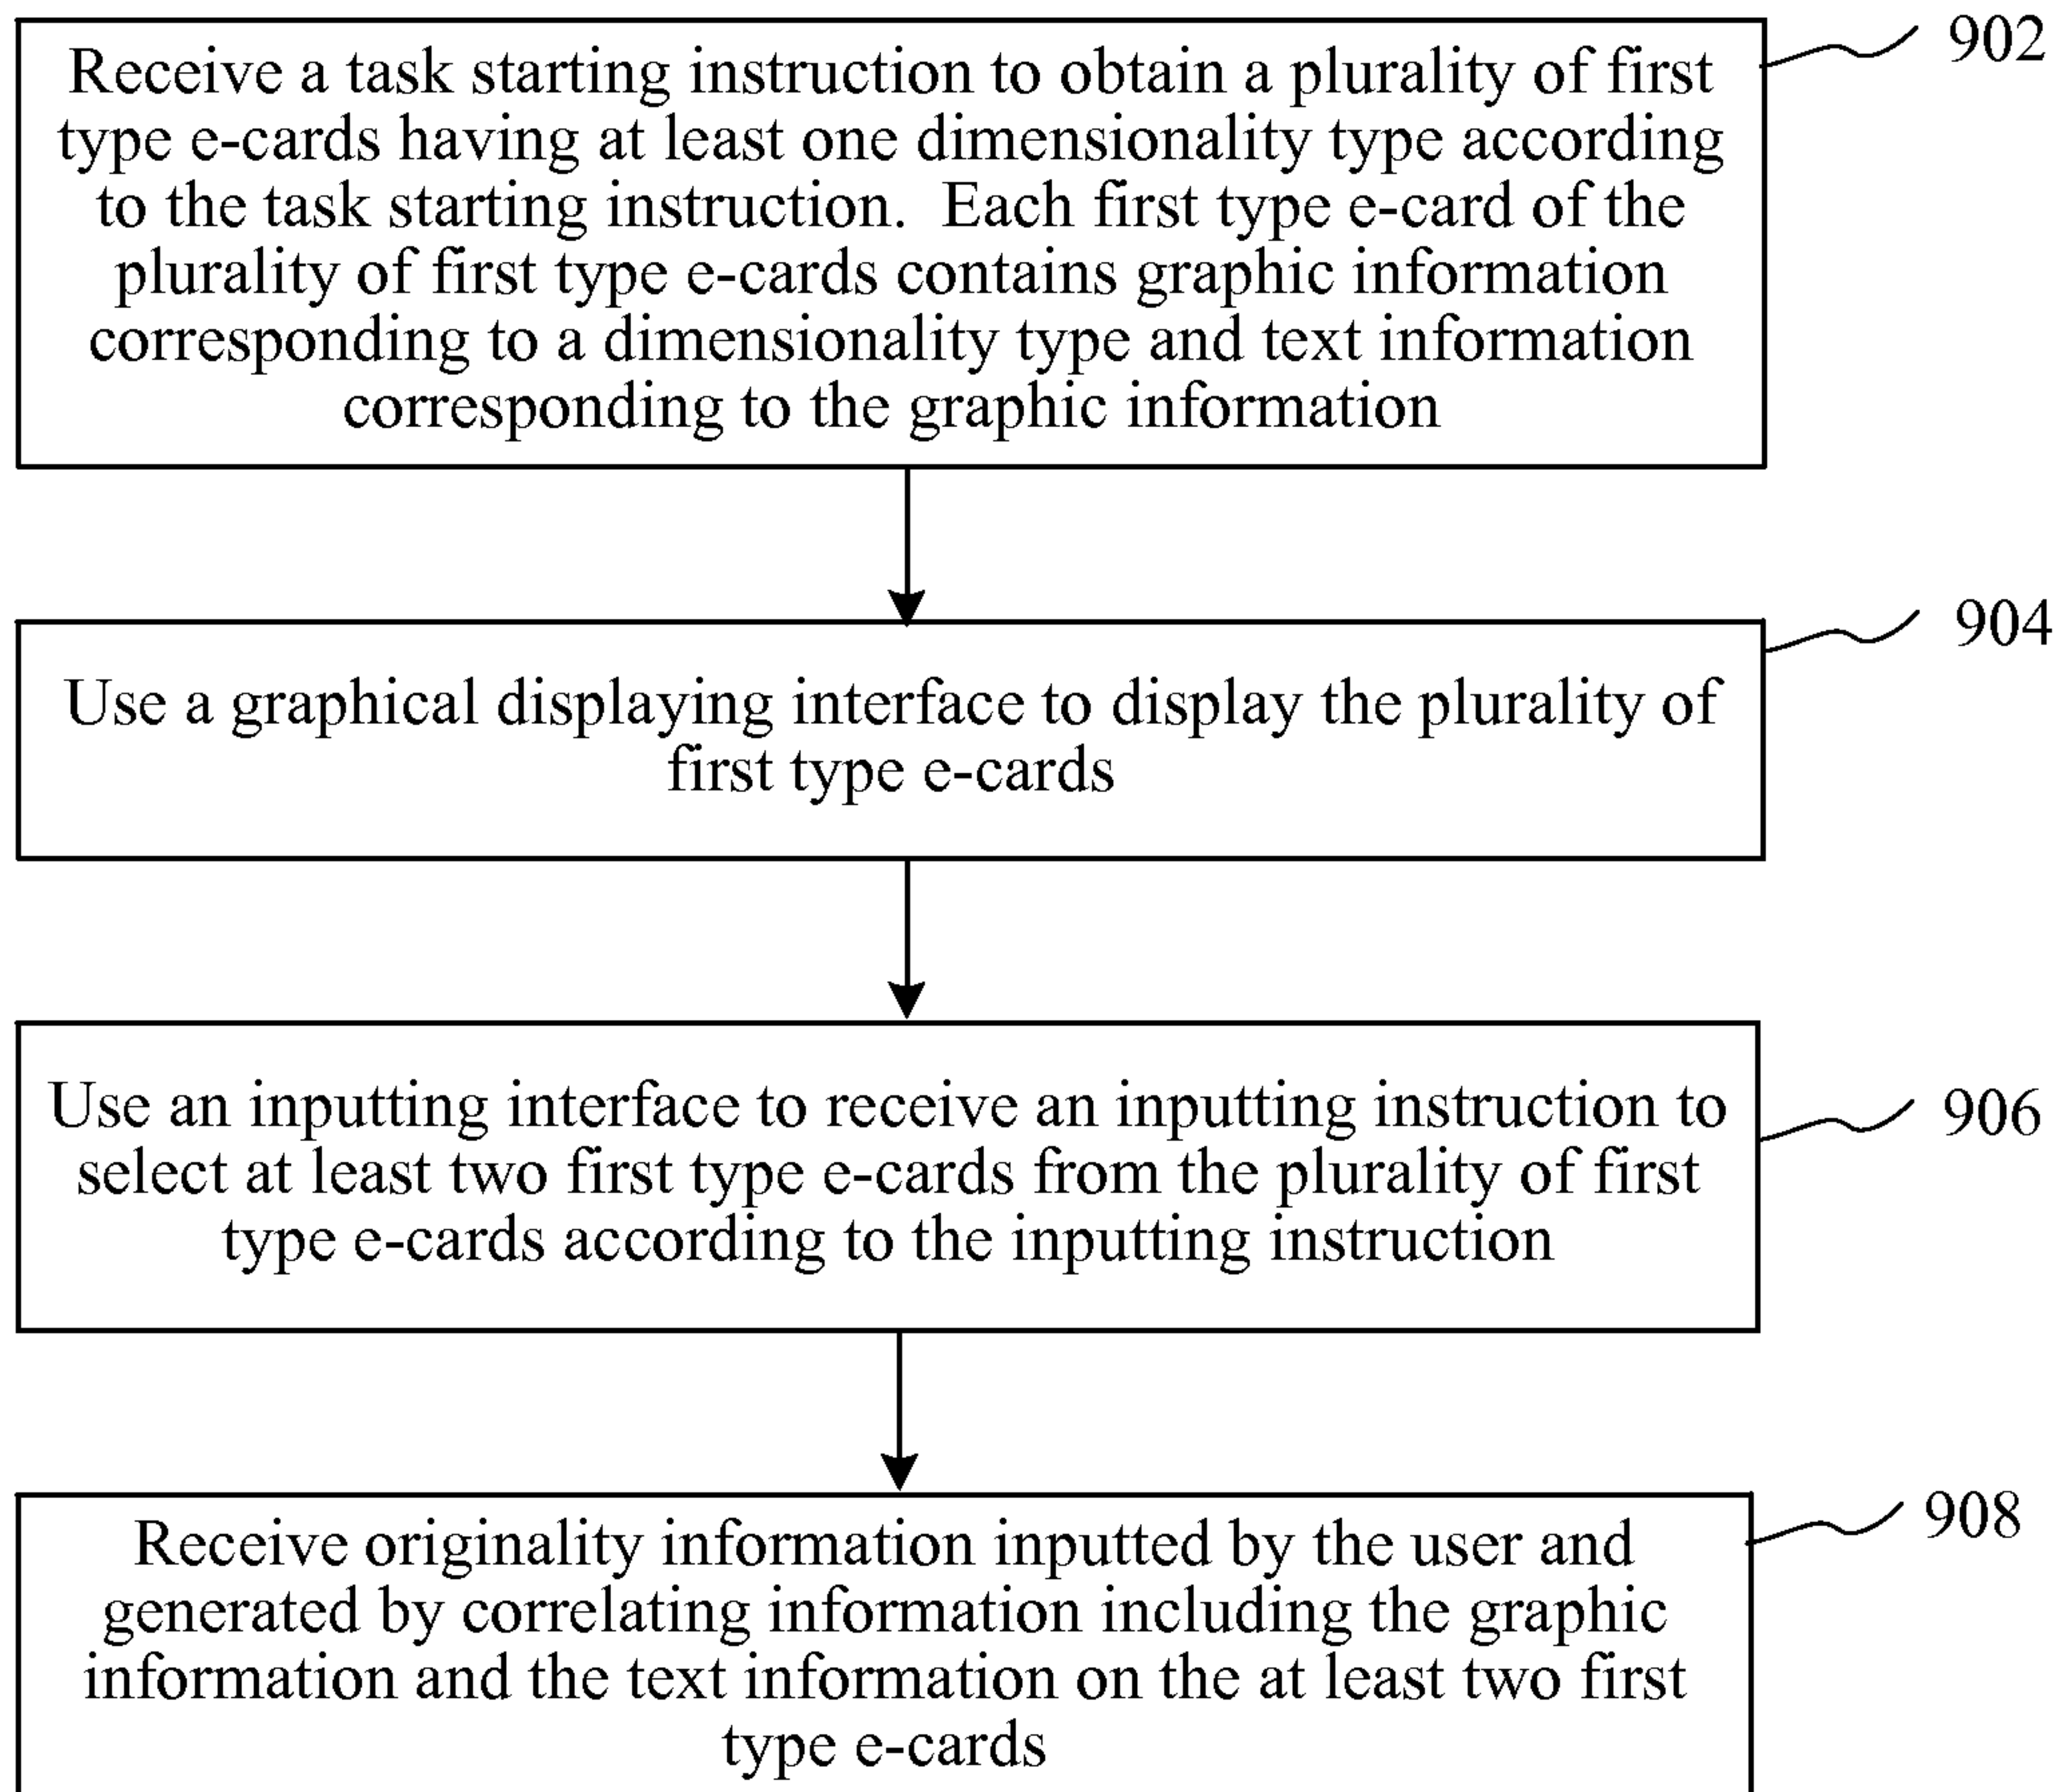 Receive a task starting instruction to obtain a plurality of first
type e-cards having at least one dimensionality type according
to the task starting instruction. Each first type e-card of the
plurality of first type e-cards contains graphic information
corresponding to a dimensionality type and text information
corresponding to the graphic information
902
Use a graphical displaying interface to display the plurality of
first type e-cards
904
Use an inputting interface to receive an inputting instruction to
select at least two first type e-cards from the plurality of first
type e-cards according to the inputting instruction
906
Receive originality information inputted by the user and
generated by correlating information including the graphic
information and the text information on the at least two first
type e-cards
908